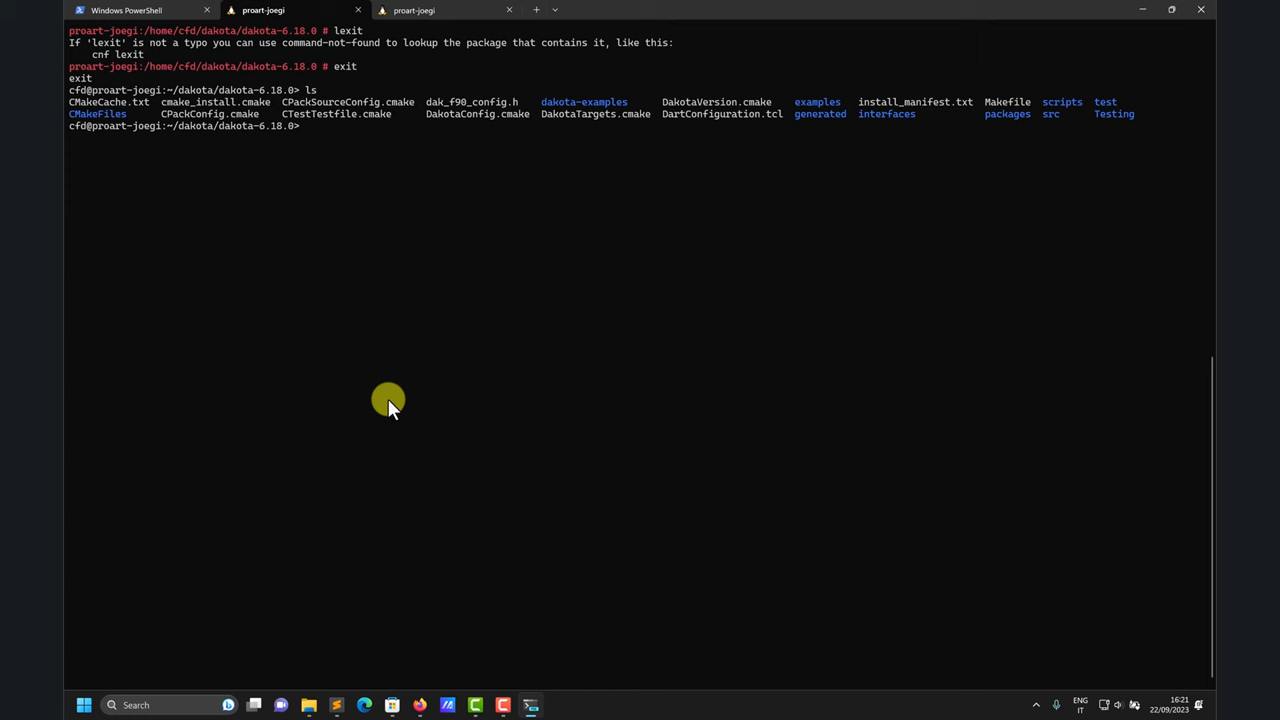 Windows PowerShell
proart-joegi
proart-joegi
proart-joegi:/home/cfd/dakota/dakota-6.18.0 # lexit
If 'lexit' is not a typo you can use command-not-found to lookup the package that contains it, like this:
cnf lexit
proart-joegi:/home/cfd/dakota/dakota-6.18.0 # exit
exit
cfd@proart-joegi:~/dakota/dakota-6.18.0> ls
CMakeCache.txt cmake_install.cmake CPackSourceConfig.cmake dak_f90_config.h dakota-examples DakotaVersion.cmake examples install_manifest.txt Makefile scripts test
CMakeFiles CPackConfig.cmake CTestTestfile.cmake DakotaConfig.cmake DakotaTargets.cmake DartConfiguration.tcl generated interfaces packages src Testing
cfd@proart-joegi:~/dakota/dakota-6.18.0>
Search
ENG
IT
16:21
22/09/2023